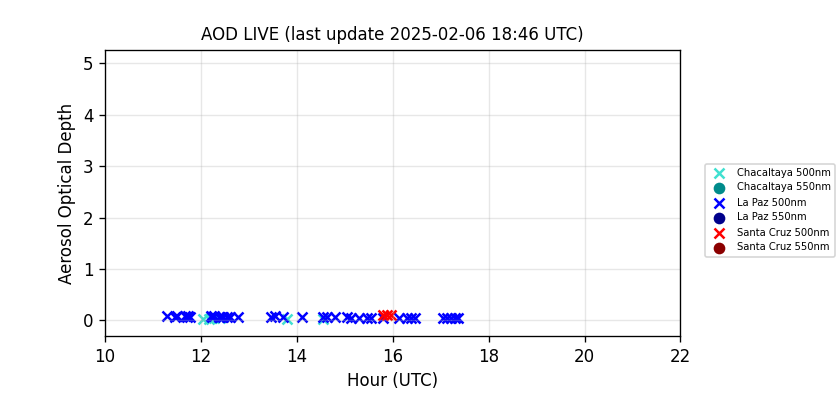 AOD LIVE (last update 2025-02-06 18:46 UTC)
Aerosol Optical Depth
5
4
3
2
1
0
10 12 14 16 18 20 22
Hour (UTC)
Chacaltaya 500nm
Chacaltaya 550nm
La Paz 500nm
La Paz 550nm
Santa Cruz 500nm
Santa Cruz 550nm